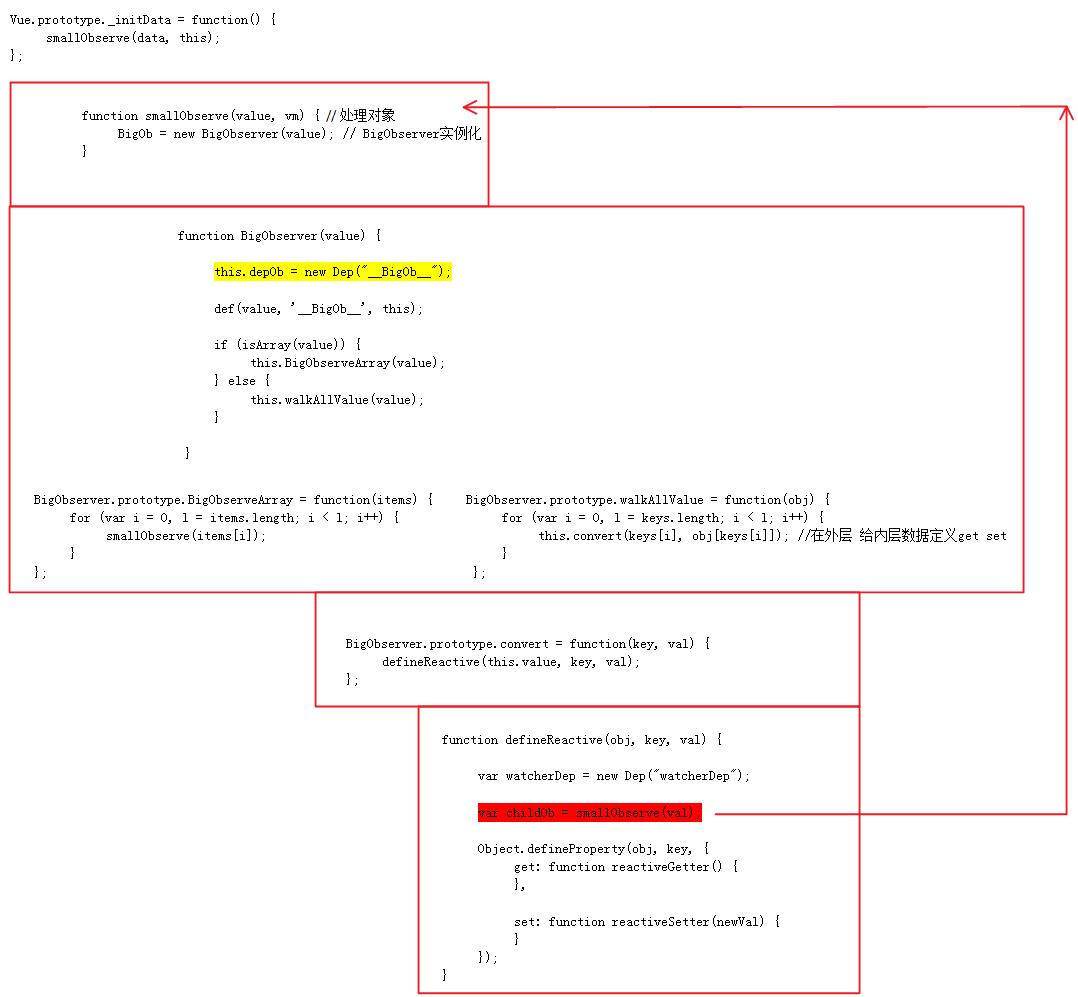 Vue.prototype._initData = function() {
smallObserve(data, this);
};
function smallObserve(value, vm) { //处理对象
BigOb = new BigObserver(value); // BigObserver实例化
}
function BigObserver(value) {
this.depOb = new Dep("__BigOb__");
def(value, '__BigOb__', this);
if (isArray(value)) {
this.BigObserveArray(value);
} else {
this.walkAllValue(value);
}
}
BigObserver.prototype.BigObserveArray = function(items) {
for (var i = 0, l = items.length; i < l; i++) {
smallObserve(items[i]);
}
};
BigObserver.prototype.walkAllValue = function(obj) {
for (var i = 0, l = keys.length; i < l; i++) {
this.convert(keys[i], obj[keys[i]]); //在外层 给内层数据定义get set
}
};
BigObserver.prototype.convert = function(key, val) {
defineReactive(this.value, key, val);
};
function defineReactive(obj, key, val) {
var watcherDep = new Dep("watcherDep");
var childOb = smallObserve(val);
Object.defineProperty(obj, key, {
get: function reactiveGetter() {
},
set: function reactiveSetter(newVal) {
}
});
}